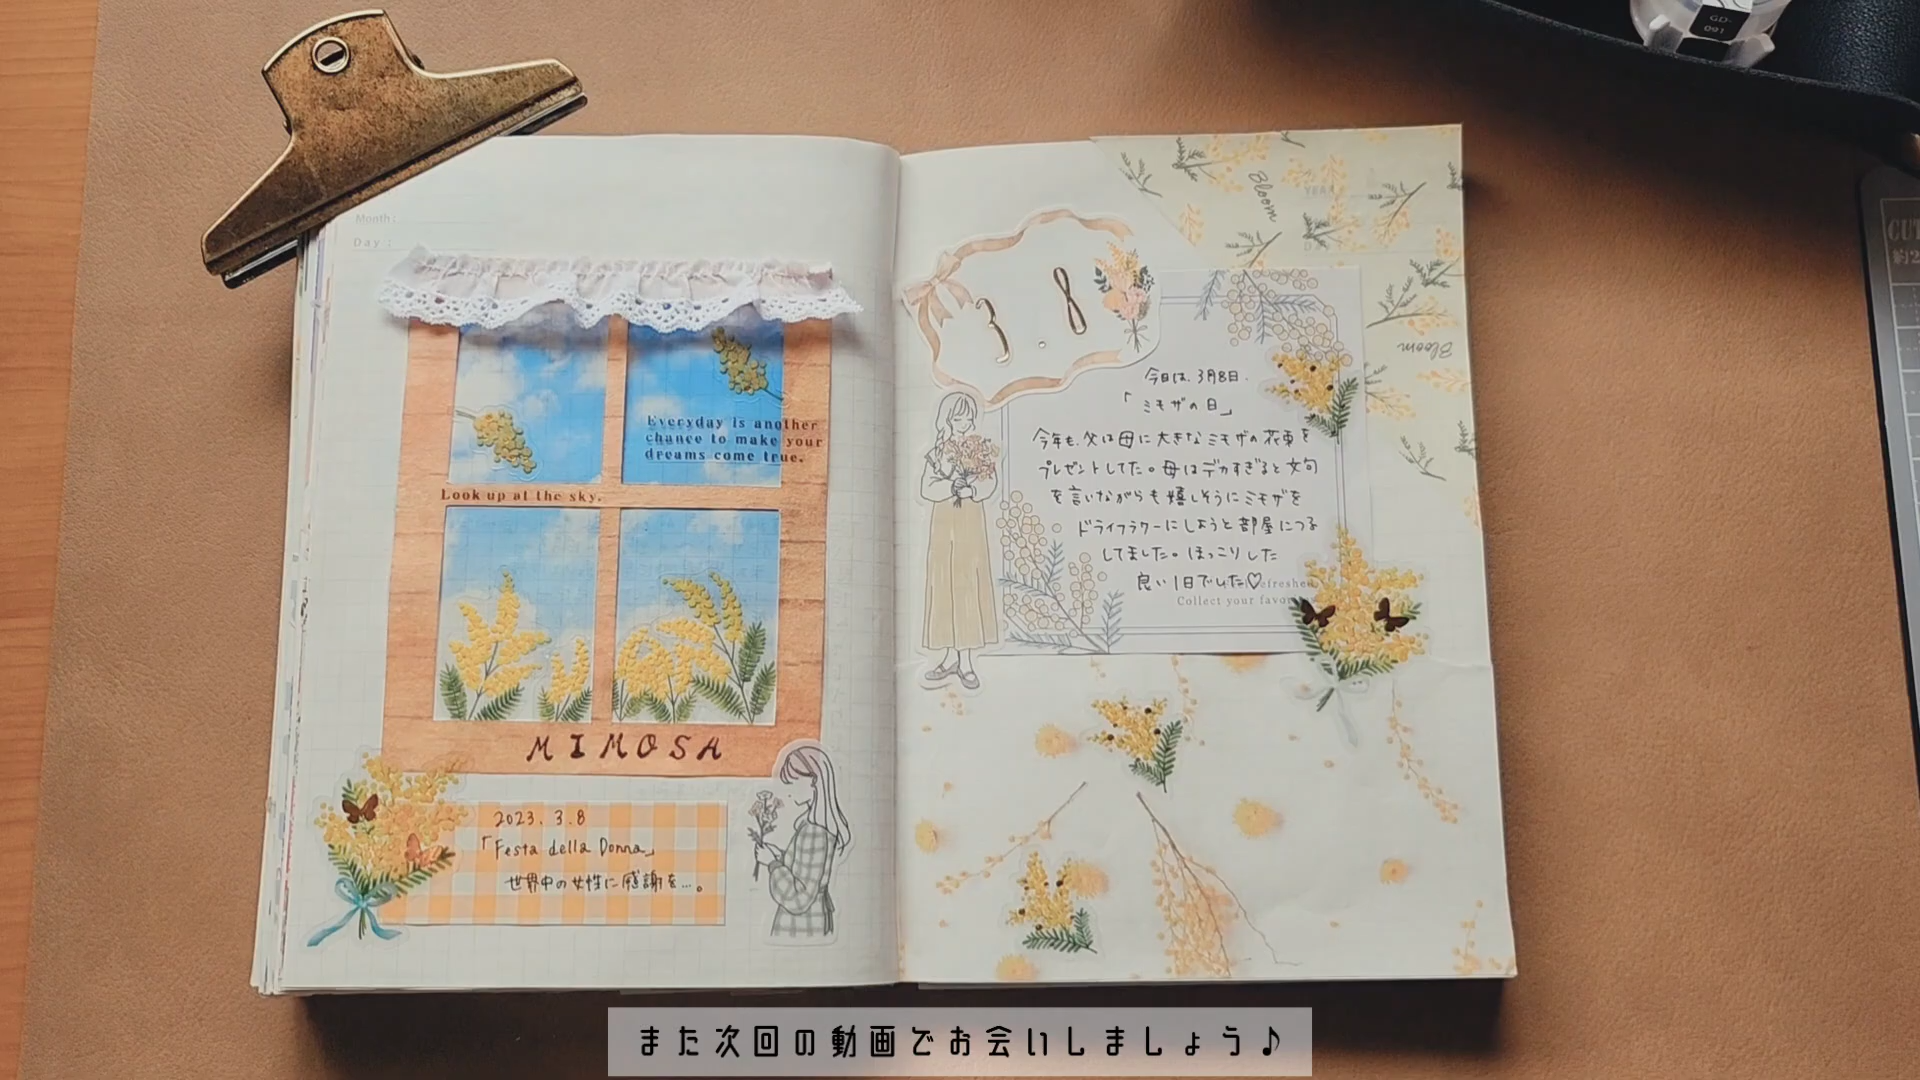 GD-
091
Month:
Day:
Everyday is another
chance to make your
dreams come true.
Look up at the sky.
MIMOSA
2023.3.8
「Festa della Donna」
世界中の女性に感謝を…。
Bloom
YEAR
Bloom
3.8
今日は、3月8日.
「ミモザの日」
今年も、父は母に大きなミモザの花束を
プレゼントしてた。母はデカすぎると文句
を言いながらも嬉しそうにミモザを
ドライフラワーにしようと部屋につる
してました。ほっこりした
良い1日でした♡
Collect your
また次回の動画でお会いしましょう♪